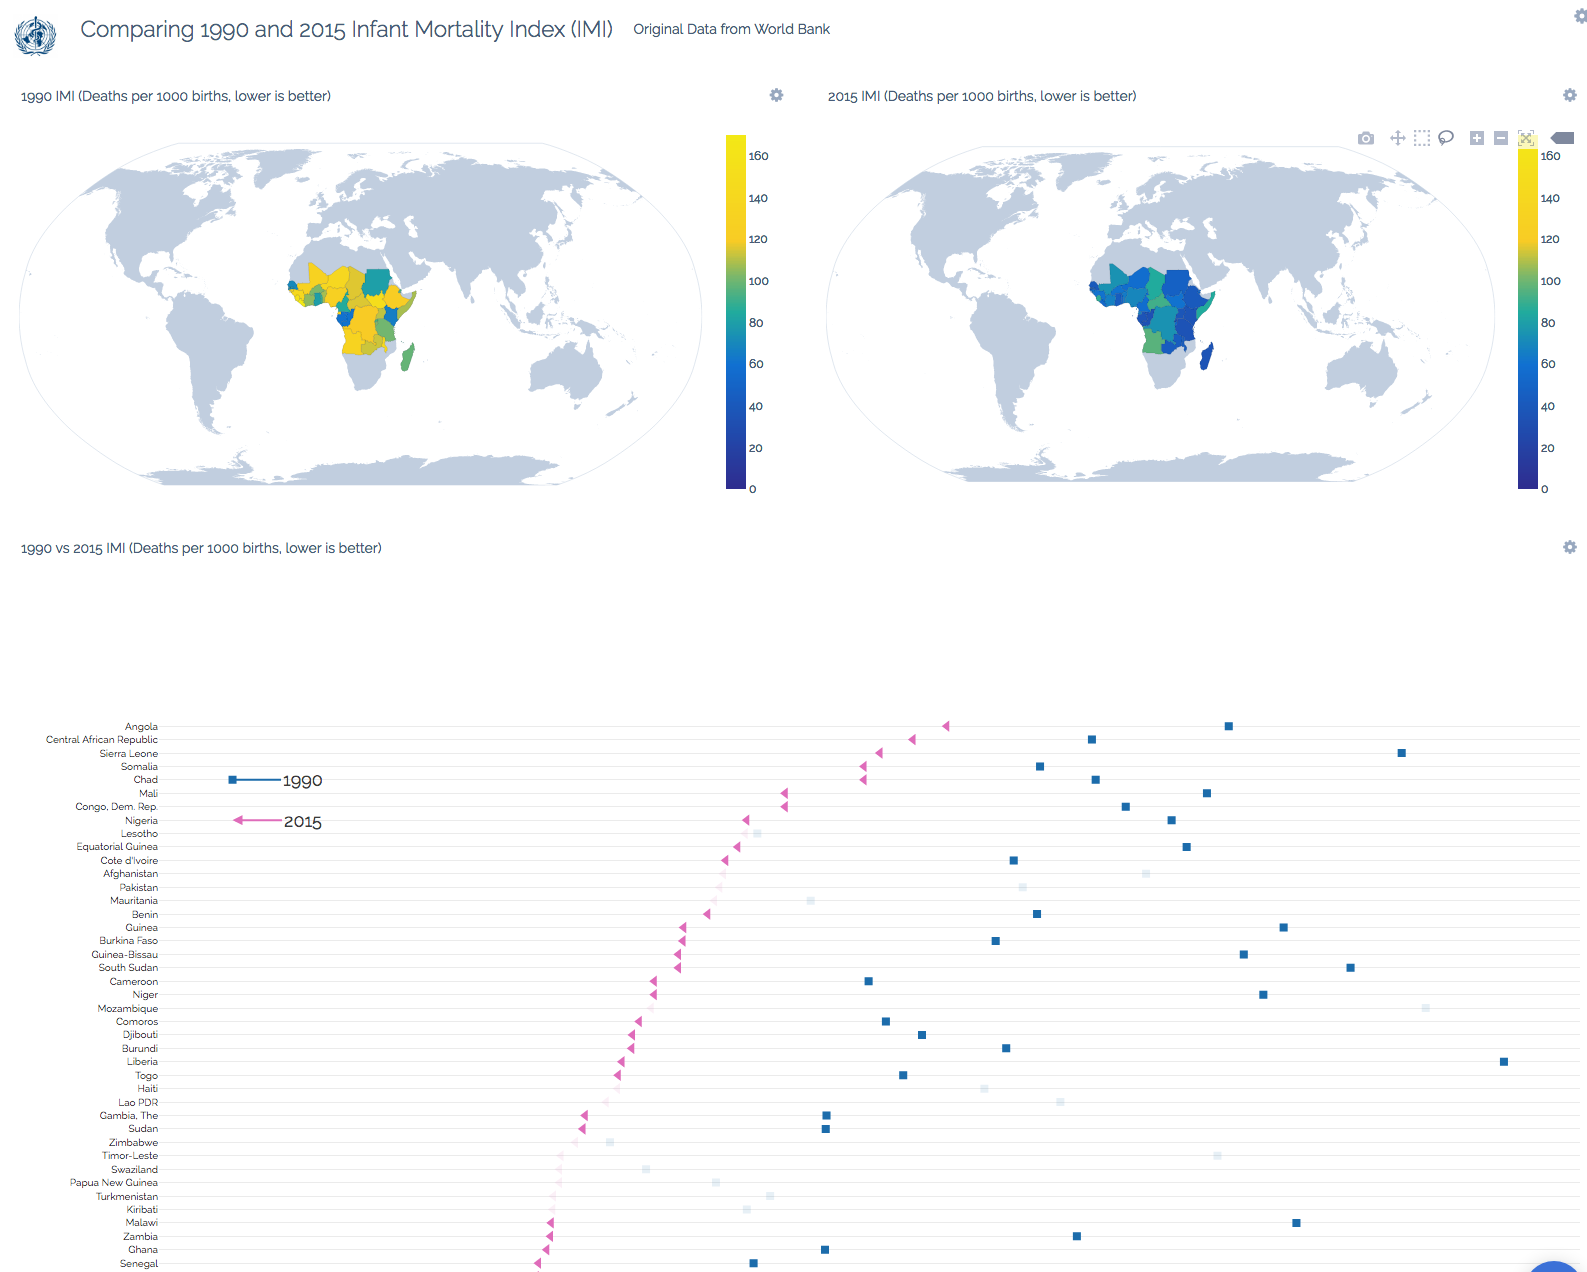 Comparing 1990 and 2015 Infant Mortality Index (IMI) Original Data from World Bank
1990 IMI (Deaths per 1000 births, lower is better)
160
140
120
100
80
60
40
20
0
2015 IMI (Deaths per 1000 births, lower is better)
160
140
120
100
80
60
40
20
0
1990 vs 2015 IMI (Deaths per 1000 births, lower is better)
Angola
Central African Republic
Sierra Leone
Somalia
Chad
Mali
Congo, Dem. Rep.
Nigeria
Lesotho
Equatorial Guinea
Cote d'Ivoire
Afghanistan
Pakistan
Mauritania
Benin
Guinea
Burkina Faso
Guinea-Bissau
South Sudan
Cameroon
Niger
Mozambique
Comoros
Djibouti
Burundi
Liberia
Togo
Haiti
Lao PDR
Gambia, The
Sudan
Zimbabwe
Timor-Leste
Swaziland
Papua New Guinea
Turkmenistan
Kiribati
Malawi
Zambia
Ghana
Senegal
1990
2015